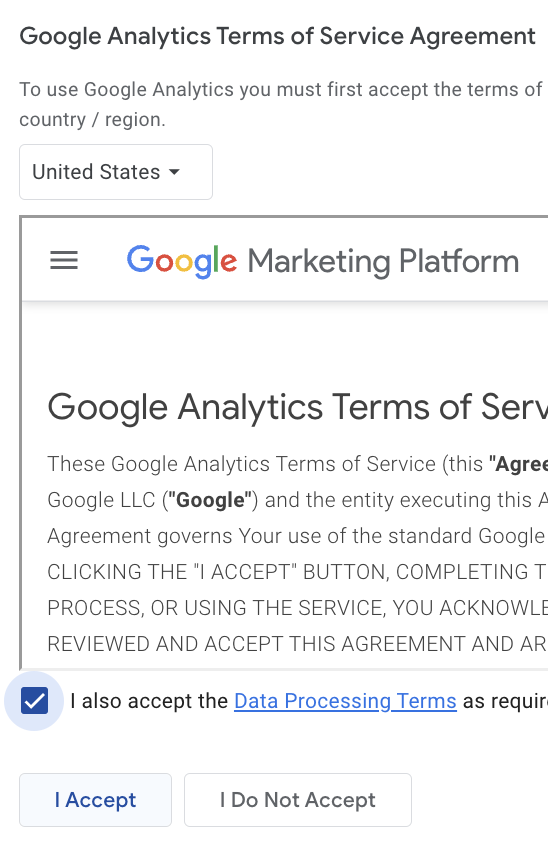 Google Analytics Terms of Service Agreement
To use Google Analytics you must first accept the terms of
country / region.
United States
Google Marketing Platform
Google Analytics Terms of Serv
These Google Analytics Terms of Service (this "Agree
Google LLC ("Google") and the entity executing this A
Agreement governs Your use of the standard Google
CLICKING THE "I ACCEPT" BUTTON, COMPLETING T
PROCESS, OR USING THE SERVICE, YOU ACKNOWLE
REVIEWED AND ACCEPT THIS AGREEMENT AND AR
I also accept the Data Processing Terms as requir
I Accept
I Do Not Accept